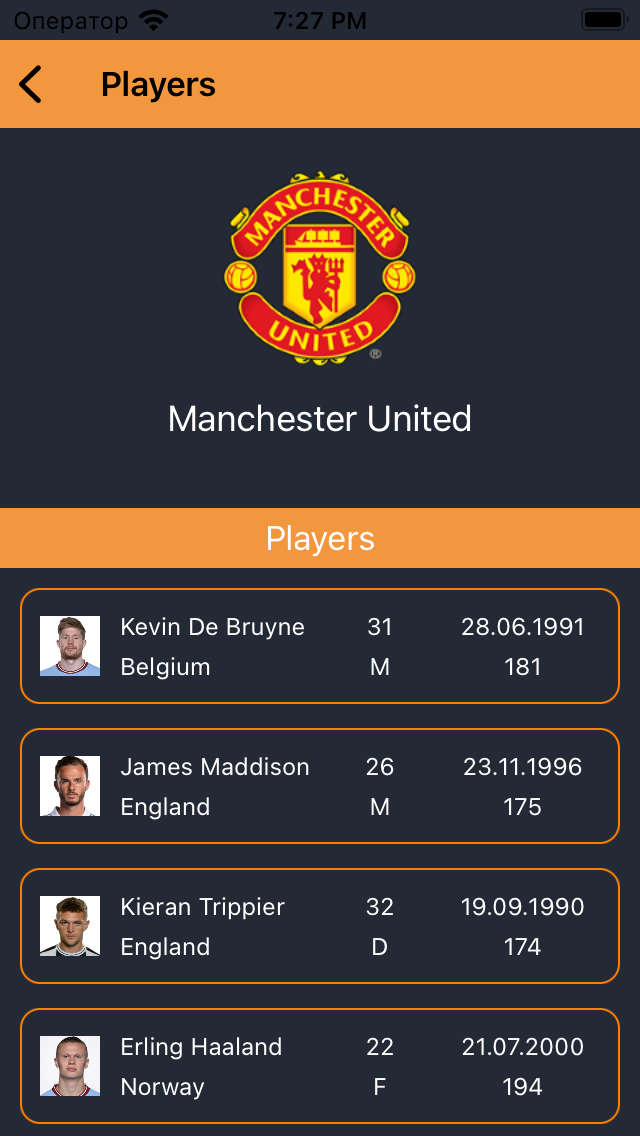 Оператор 7:27 PM
Players
MANCHESTER
UNITED
®
Manchester United
Players
Kevin De Bruyne 31 28.06.1991
Belgium M 181
James Maddison 26 23.11.1996
England M 175
Kieran Trippier 32 19.09.1990
England D 174
Erling Haaland 22 21.07.2000
Norway F 194